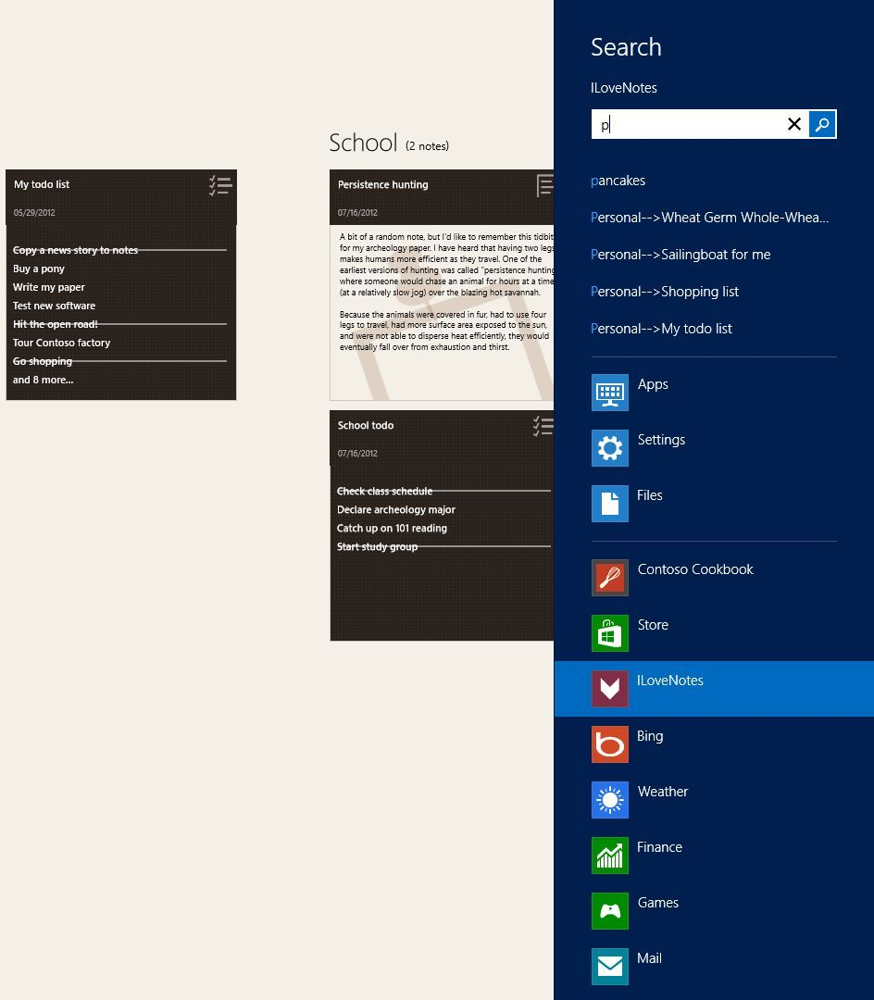 My todo list
05/29/2012
Copy a news story to notes
Buy a pony
Write my paper
Test new software
Hit the open road!
Tour Contoso factory
Go shopping
and 8 more...
School (2 notes)
Persistence hunting
07/16/2012
A bit of a random note, but I'd like to remember this tidbit
for my archeology paper. I have heard that having two legs
makes humans more efficient as they travel. One of the
earliest versions of hunting was called "persistence hunting
where someone would chase an animal for hours at a time
(at a relatively slow jog) over the blazing hot savannah.
Because the animals were covered in fur, had to use four
legs to travel, had more surface area exposed to the sun,
and were not able to disperse heat efficiently, they would
eventually fall over from exhaustion and thirst.
School todo
07/16/2012
Check class schedule
Declare archeology major
Catch up on 101 reading
Start study group
Search
ILoveNotes
p
pancakes
Personal-->Wheat Germ Whole-Whea...
Personal-->Sailingboat for me
Personal-->Shopping list
Personal-->My todo list
Apps
Settings
Files
Contoso Cookbook
Store
ILoveNotes
Bing
Weather
Finance
Games
Mail